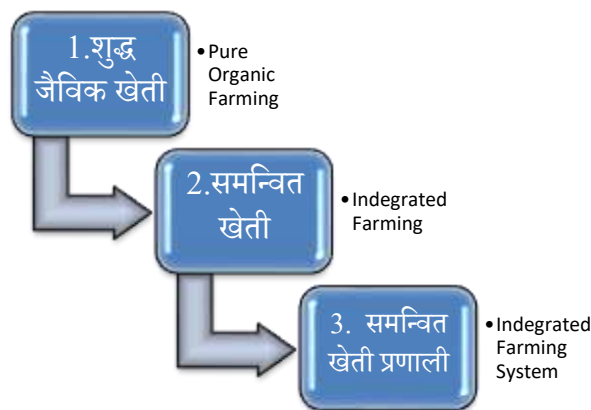 1.शुद्ध
जैविक खेती
•Pure
Organic
Farming
2.समन्वित
खेती
•Indegrated
Farming
3. समन्वित
खेती प्रणाली
•Indegrated
Farming
System